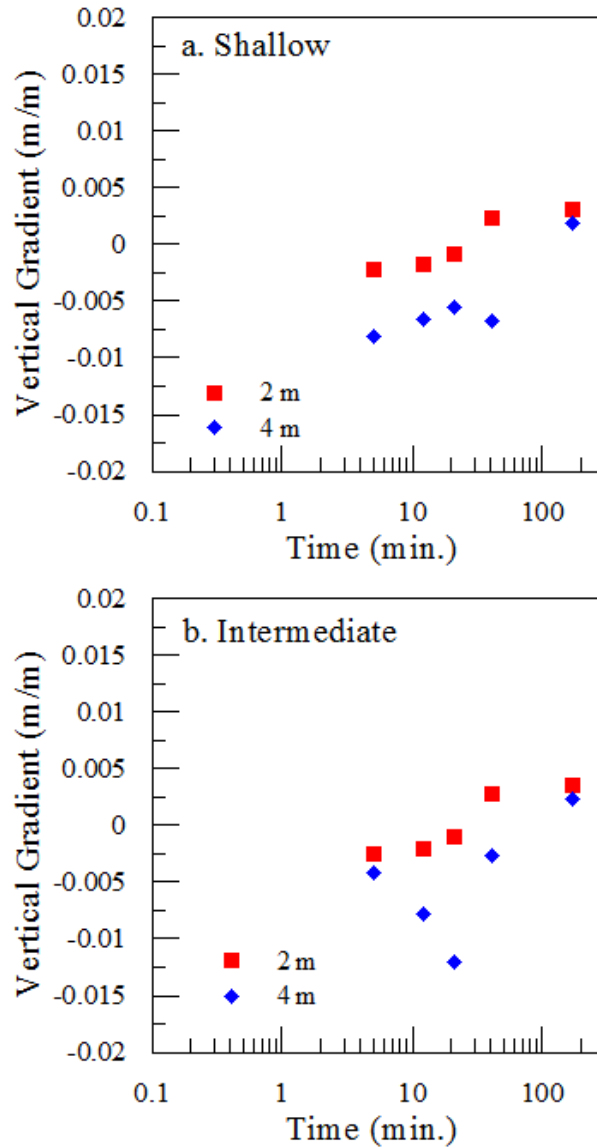 a. Shallow
Vertical Gradient (m/m)
0.02
0.015
0.01
0.005
0
-0.005
-0.01
-0.015
-0.02
2 m
4 m
0.1 1 10 100
Time (min.)
b. Intermediate
Vertical Gradient (m/m)
0.02
0.015
0.01
0.005
0
-0.005
-0.01
-0.015
-0.02
2 m
4 m
0.1 1 10 100
Time (min.)